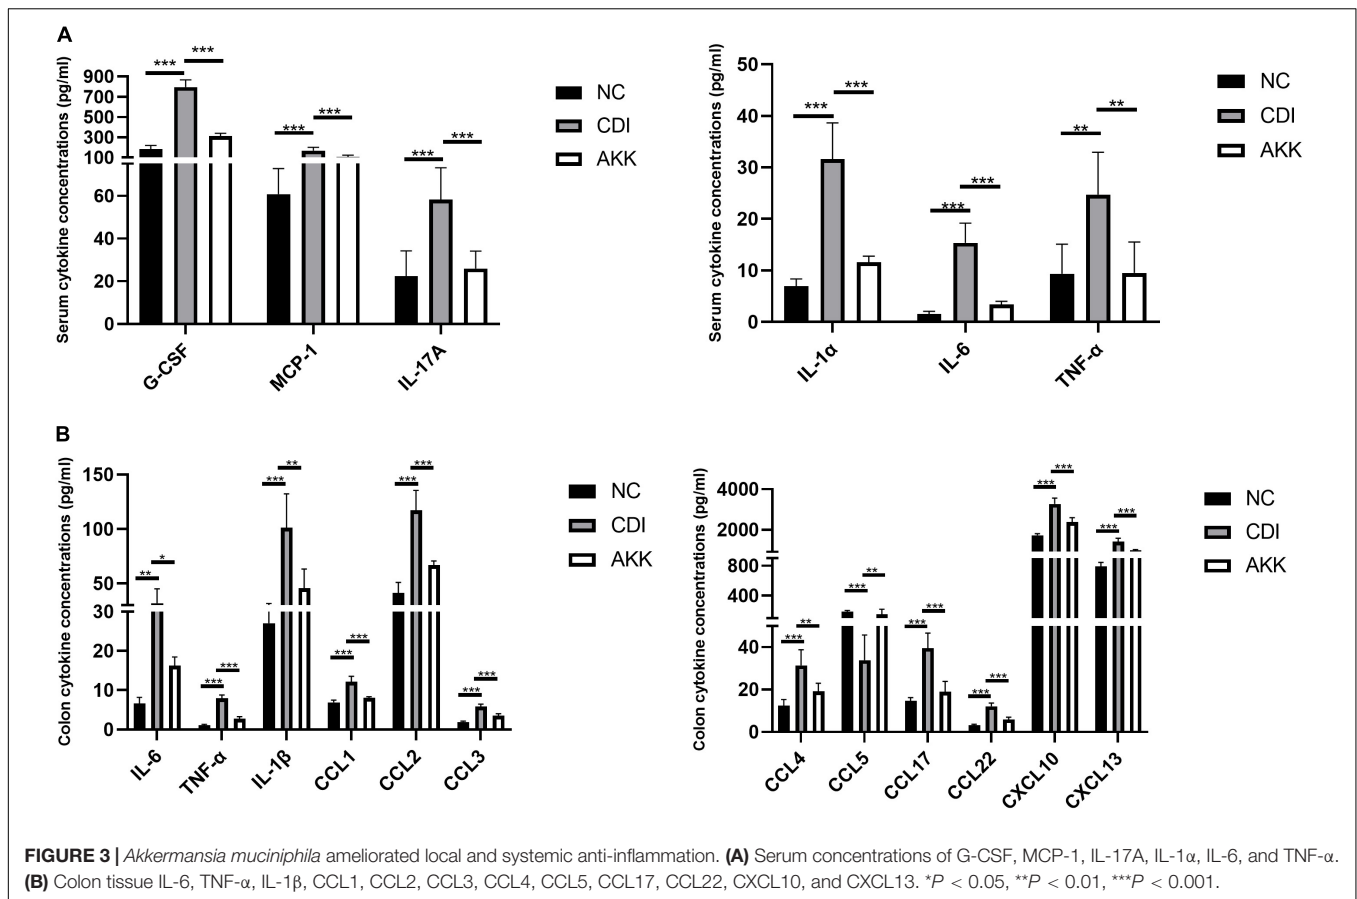 A
Serum cytokine concentrations (pg/ml)
900
700
500
300
100
60
40
20
0
*** ***
*** ***
*** ***
G-CSF
MCP-1
IL-17A
NC
CDI
AKK
Serum cytokine concentrations (pg/ml)
50
40
30
20
10
0
*** ***
*** ***
** **
IL-1α
IL-6
TNF-α
NC
CDI
AKK
B
Colon cytokine concentrations (pg/ml)
150
100
50
30
20
10
0
** *
*** ***
*** **
*** ***
*** ***
*** ***
IL-6
TNF-α
IL-1β
CCL1
CCL2
CCL3
NC
CDI
AKK
Colon cytokine concentrations (pg/ml)
4000
2000
800
400
40
20
0
*** **
*** **
*** ***
*** ***
*** ***
*** ***
CCL4
CCL5
CCL17
CCL22
CXCL10
CXCL13
NC
CDI
AKK
FIGURE 3 | Akkermansia muciniphila ameliorated local and systemic anti-inflammation. (A) Serum concentrations of G-CSF, MCP-1, IL-17A, IL-1α, IL-6, and TNF-α.
(B) Colon tissue IL-6, TNF-α, IL-1β, CCL1, CCL2, CCL3, CCL4, CCL5, CCL17, CCL22, CXCL10, and CXCL13. *P < 0.05, **P < 0.01, ***P < 0.001.